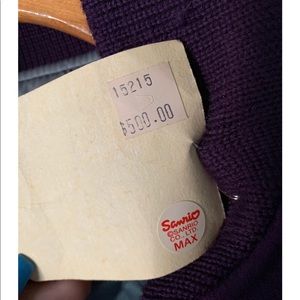 15215
$500.00
Sanrio
©SANRIO
CO., LTD.
MAX